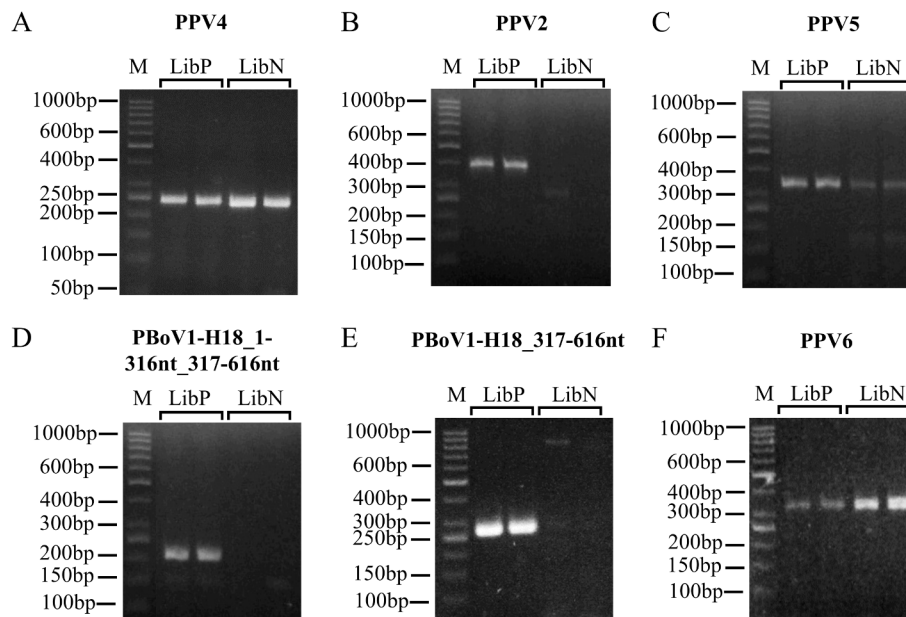 A PPV4
M LibP LibN
1000bp
600bp
400bp
250bp
200bp
100bp
50bp
B PPV2
M LibP LibN
1000bp
600bp
400bp
300bp
200bp
150bp
100bp
C PPV5
M LibP LibN
1000bp
600bp
400bp
300bp
200bp
150bp
100bp
D PBoV1-H18_1-
316nt_317-616nt
M LibP LibN
1000bp
600bp
400bp
300bp
200bp
150bp
100bp
E PBoV1-H18_317-616nt
M LibP LibN
1000bp
600bp
400bp
300bp
250bp
150bp
100bp
F PPV6
M LibP LibN
1000bp
600bp
400bp
300bp
200bp
150bp
100bp